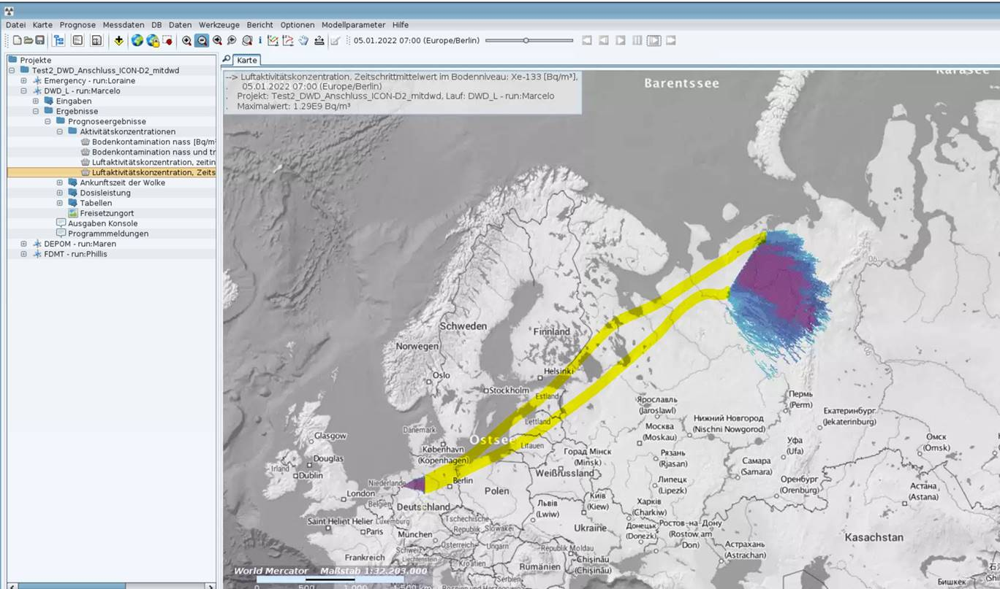 Datei Karte Prognose Messdaten DB Daten Werkzeuge Bericht Optionen Modellparameter Hilfe
05.01.2022 07:00 (Europe/Berlin)
Projekte
Test2_DWD_Anschluss_ICON-D2_mitdwd
Emergency - run:Loraine
DWD_L - run:Marcelo
Eingaben
Ergebnisse
Prognoseergebnisse
Aktivitätskonzentrationen
Bodenkontamination nass [Bq/m²
Bodenkontamination nass und tr
Luftaktivitätskonzentration, zeitin
Luftaktivitätskonzentration, Zeits
Ankunftszeit der Wolke
Dosisleistung
Tabellen
Freisetzungort
Ausgaben Konsole
Programmmeldungen
DEPOM - run:Maren
FDMT - run:Phillis
Karte
--> Luftaktivitätskonzentration, Zeitschrittmittelwert im Bodenniveau: Xe-133 [Bq/m³],
. 05.01.2022 07:00 (Europe/Berlin)
. Projekt: Test2_DWD_Anschluss_ICON-D2_mitdwd, Lauf: DWD_L - run:Marcelo
. Maximalwert: 1.29E9 Bq/m³
Karasee
Barentssee
Schweden
Finnland
Norwegen
Oslo
Helsinki
Stockholm
Estland
Ярославль
(Jaroslawl)
Пермь
(Perm)
Екатеринбург
(Jekaterinburg)
Lettland
Нижний Новгород
(Nischni Nowgorod)
Москва
(Moskau)
Dänemark
Glasgow
Ostsee
Litauen
Омск
(Omsk)
København
(Kopenhagen)
Уфа
(Ufa)
Горад Мінск
(Minsk)
Рязань
(Rjasan)
Douglas
Irland
Dublin
Самара
(Samara)
Weißrussland
Липецк
(Lipezk)
Оренбург
(Orenburg)
Niederlande
Berlin
Polen
Астана
(Astana)
London
Belgien
Deutschland
Київ
(Kiew)
Львів
(Lwiw)
Харків
(Charkiw)
Saint Helier
Helier
Luxemburg
Paris
Tschechische
Republik
Slowakei
Ukraine
Донецьк
(Donezk)
Ростов-на-Дону
(Rostow am
Don)
München
Österreich
Ungarn
Republik Moldau
Chișinău
(Chișinău)
Астрахань
(Astrachan)
Kasachstan
Frankreich
Schweiz
Liechtenstein
Kroatien
Rumänien
Serbien
Бишкек
World Mercator Maßstab 1:32.203.000
0 500 1.000 1.500 km